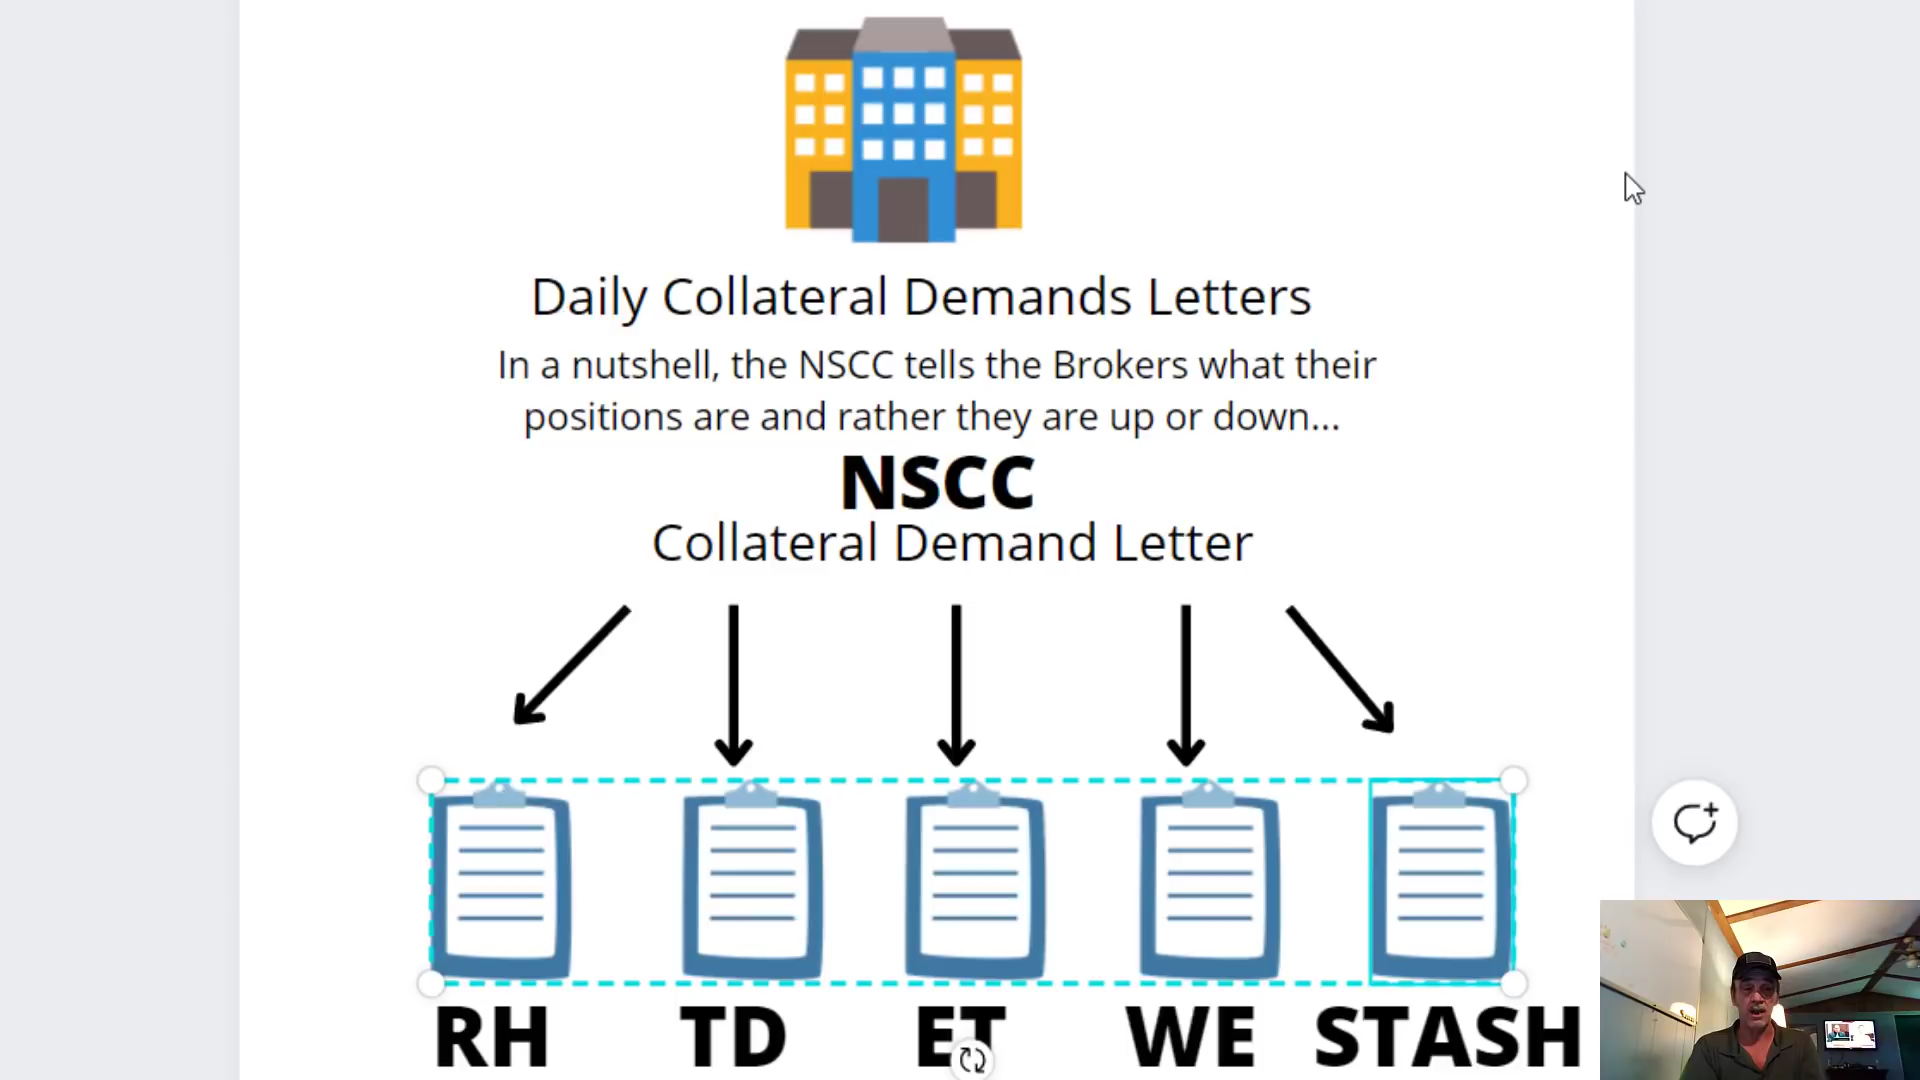 Daily Collateral Demands Letters
In a nutshell, the NSCC tells the Brokers what their
positions are and rather they are up or down...
NSCC
Collateral Demand Letter
RH TD ET WE STASH